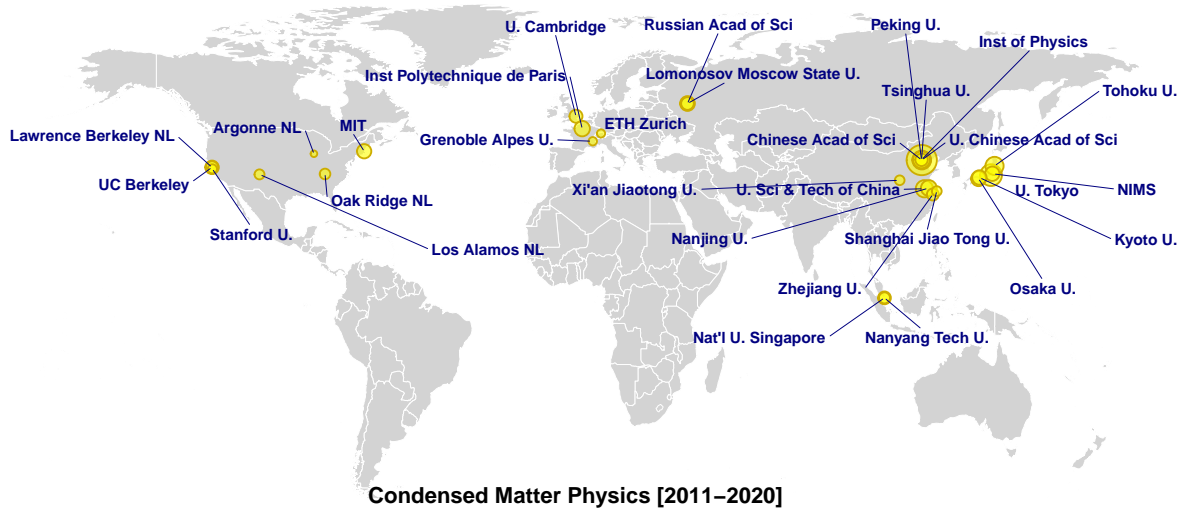 U. Cambridge
Russian Acad of Sci
Peking U.
Inst of Physics
Inst Polytechnique de Paris
Lomonosov Moscow State U.
Tsinghua U.
Tohoku U.
Lawrence Berkeley NL
Argonne NL
MIT
Grenoble Alpes U.
ETH Zurich
Chinese Acad of Sci
U. Chinese Acad of Sci
UC Berkeley
Oak Ridge NL
Xi'an Jiaotong U.
U. Sci & Tech of China
U. Tokyo
NIMS
Stanford U.
Los Alamos NL
Nanjing U.
Shanghai Jiao Tong U.
Kyoto U.
Zhejiang U.
Osaka U.
Nat'l U. Singapore
Nanyang Tech U.
Condensed Matter Physics [2011−2020]